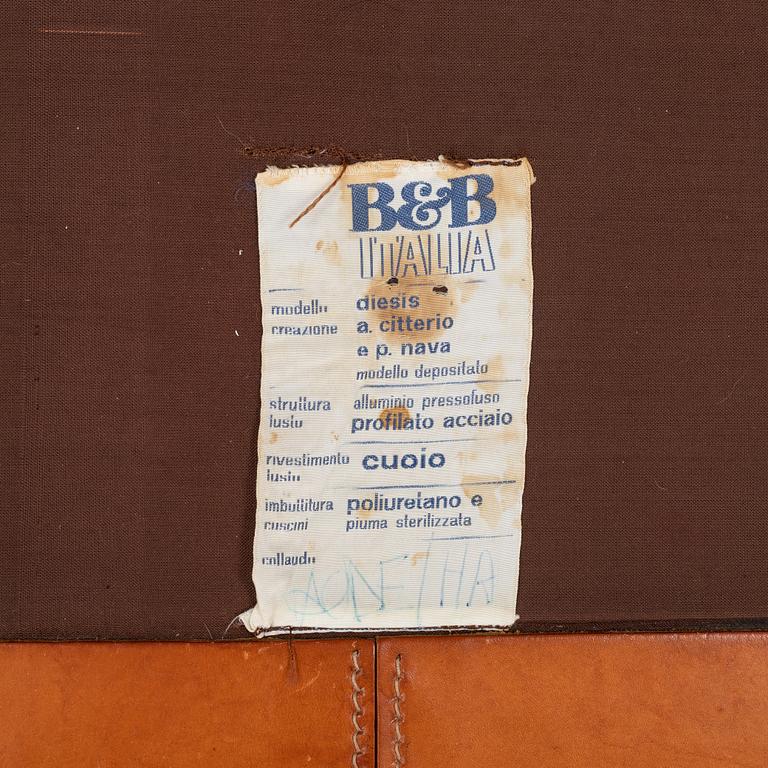 B&B
ITALIA
modello diesis
creazione a. citterio
e p. nava
modello depositato
struttura alluminio pressofuso
fusto profilato acciaio
rivestimento cuoio
fusto
imbottitura poliuretano e
cuscini piuma sterilizzata
collaudo